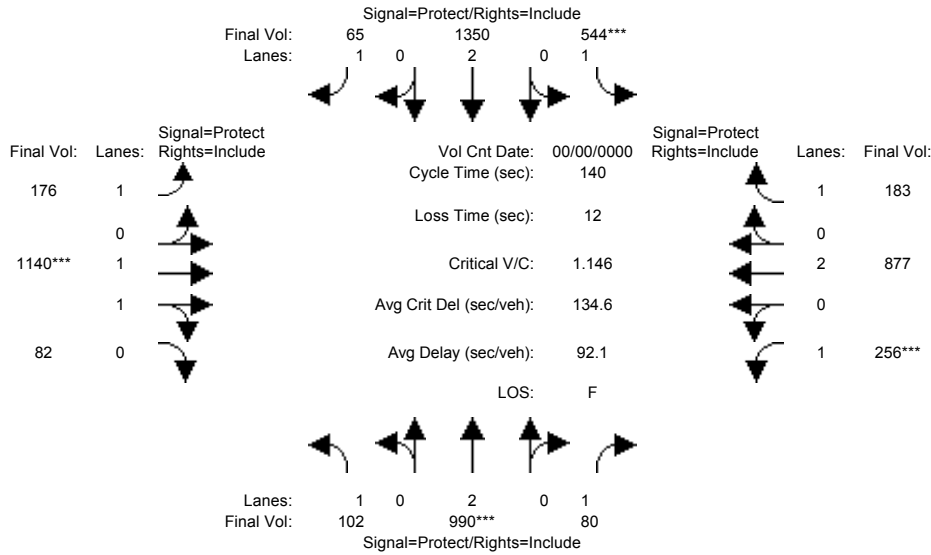 Signal=Protect/Rights=Include
Final Vol: 65 1350 544***
Lanes: 1 0 2 0 1
Signal=Protect Signal=Protect
Final Vol: Lanes: Rights=Include Vol Cnt Date: 00/00/0000 Rights=Include Lanes: Final Vol:
Cycle Time (sec): 140
176 1 1 183
Loss Time (sec): 12
0 0
1140*** 1 Critical V/C: 1.146 2 877
1 Avg Crit Del (sec/veh): 134.6 0
82 0 Avg Delay (sec/veh): 92.1 1 256***
LOS: F
Lanes: 1 0 2 0 1
Final Vol: 102 990*** 80
Signal=Protect/Rights=Include